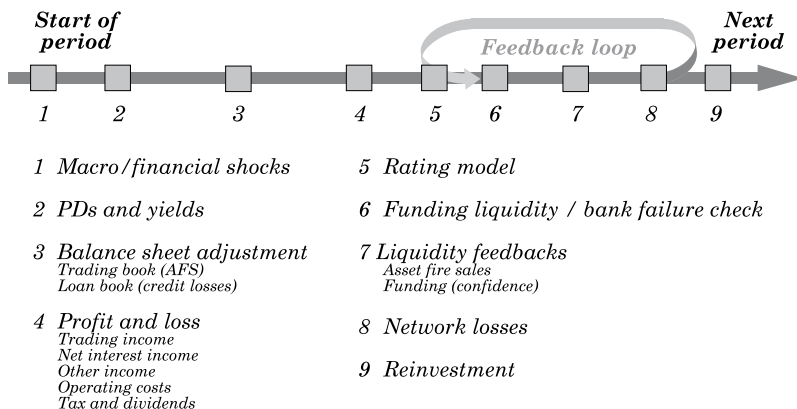 Start of
period
Feedback loop
Next
period
1 2 3 4 5 6 7 8 9
1 Macro/financial shocks
2 PDs and yields
3 Balance sheet adjustment
Trading book (AFS)
Loan book (credit losses)
4 Profit and loss
Trading income
Net interest income
Other income
Operating costs
Tax and dividends
5 Rating model
6 Funding liquidity / bank failure check
7 Liquidity feedbacks
Asset fire sales
Funding (confidence)
8 Network losses
9 Reinvestment